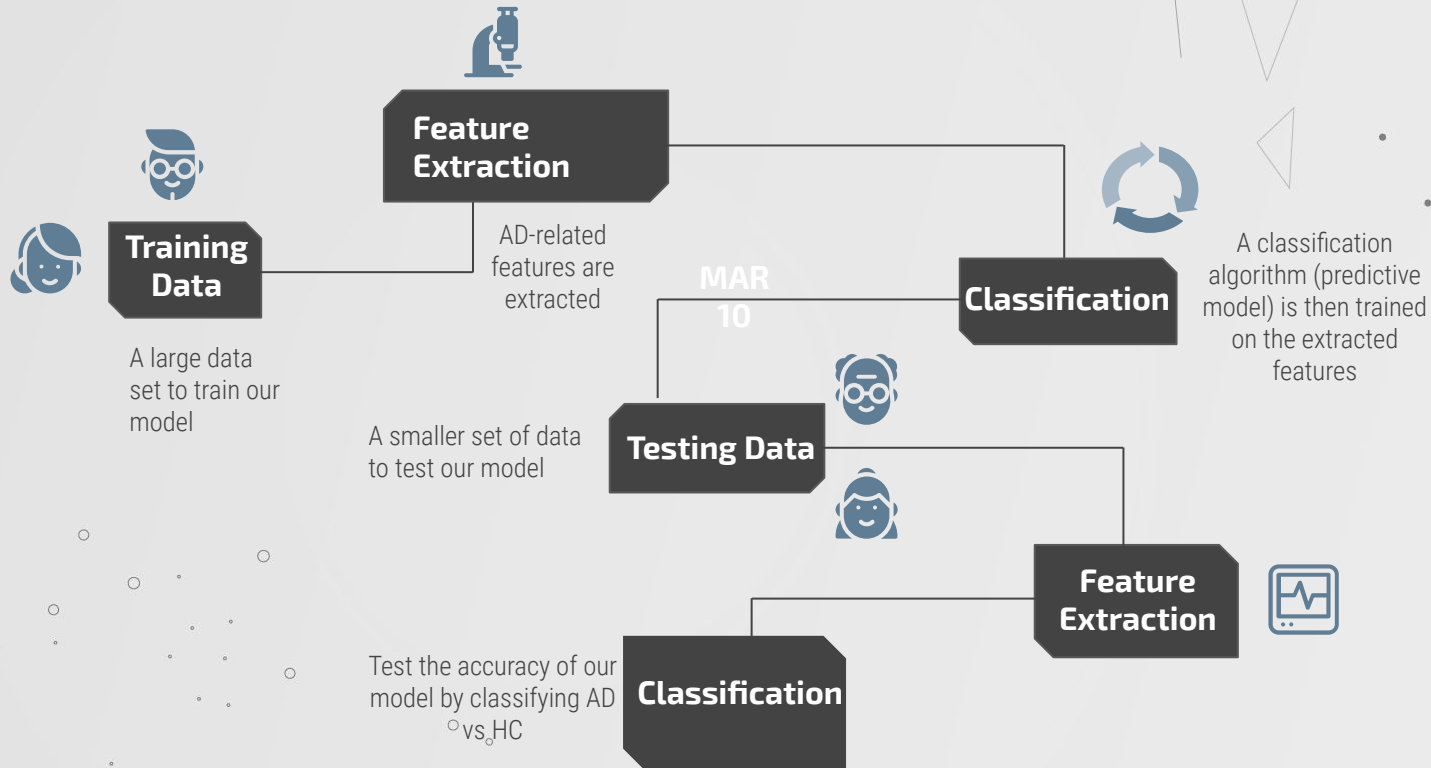 Feature
Extraction
Training
Data
AD-related
features are
extracted
A large data
set to train our
model
MAR
10
Classification
A classification
algorithm (predictive
model) is then trained
on the extracted
features
A smaller set of data
to test our model
Testing Data
Feature
Extraction
Test the accuracy of our
model by classifying AD
vs HC
Classification